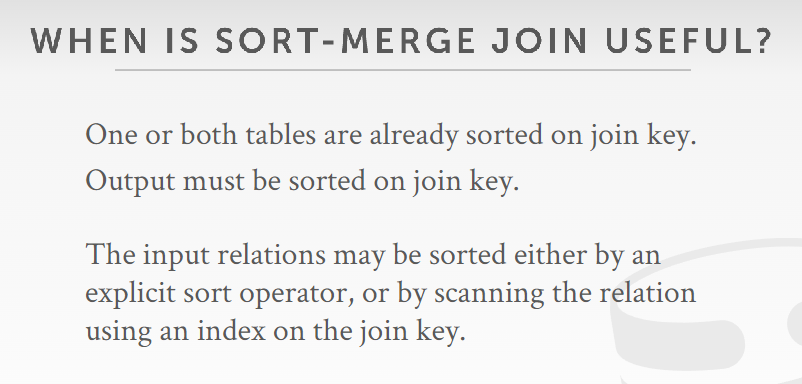 WHEN IS SORT-MERGE JOIN USEFUL?
One or both tables are already sorted on join key.
Output must be sorted on join key.
The input relations may be sorted either by an
explicit sort operator, or by scanning the relation
using an index on the join key.